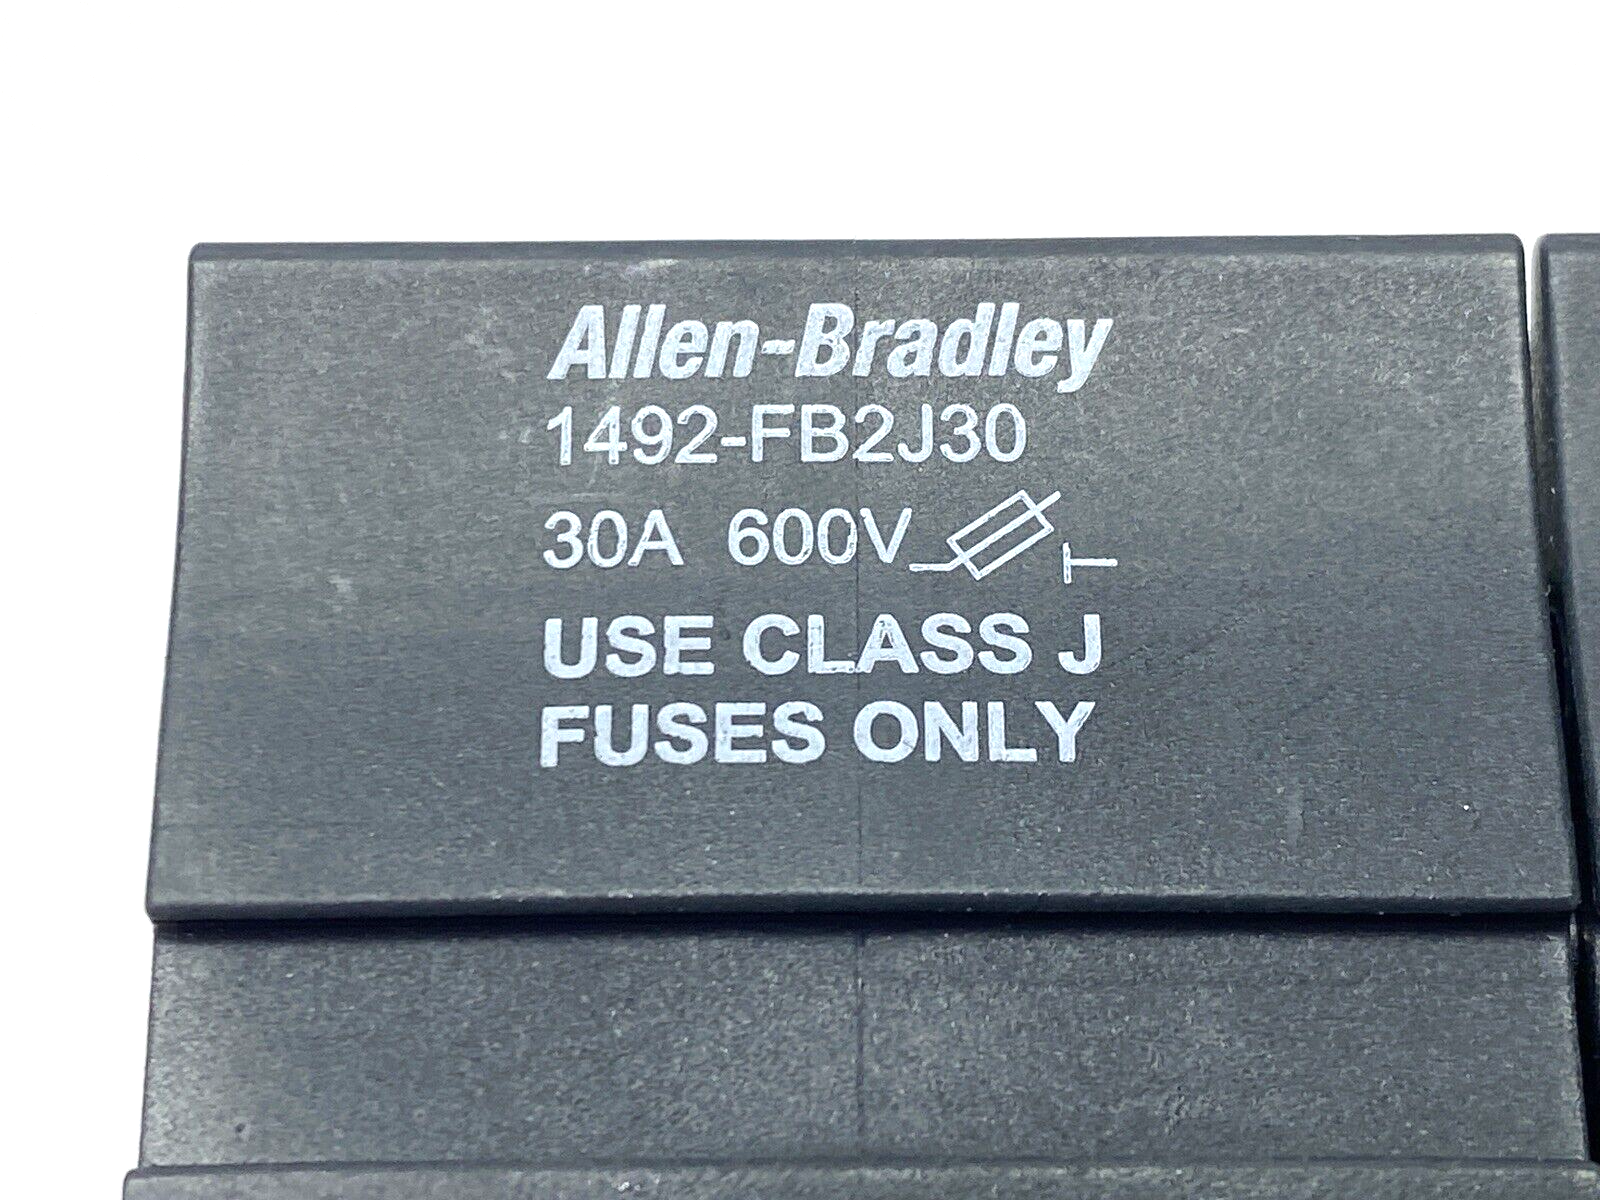 Allen-Bradley
1492-FB2J30
30A 600V
USE CLASS J
FUSES ONLY